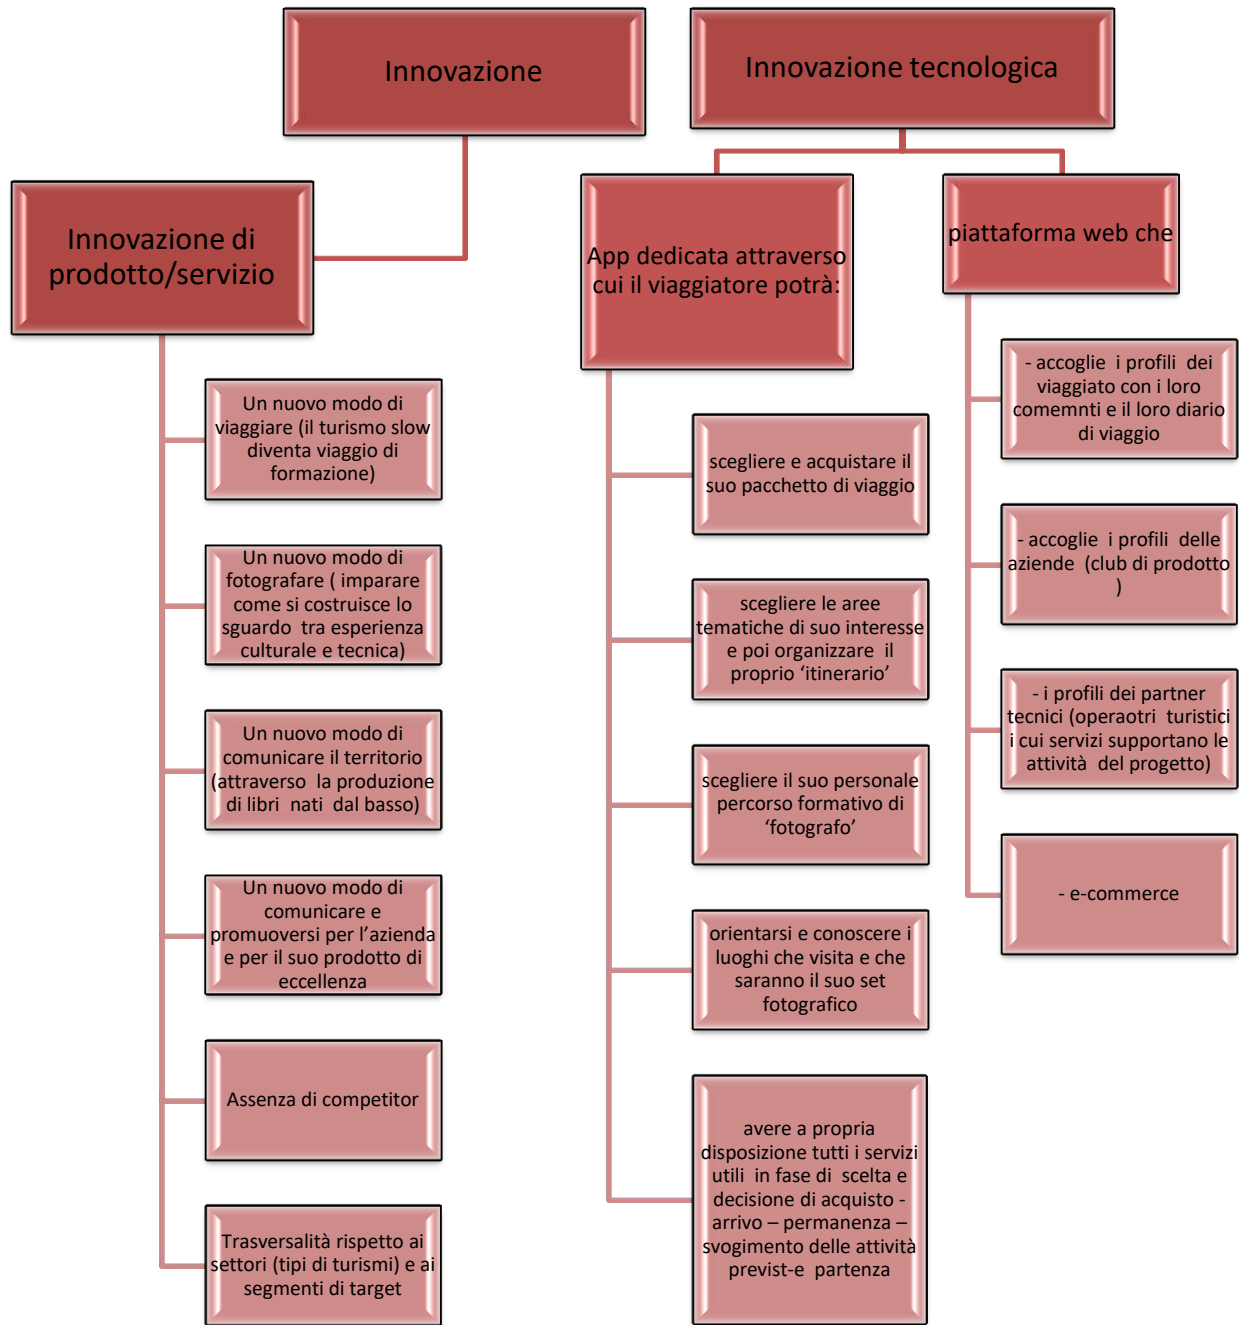 Innovazione
Innovazione di
prodotto/servizio
Un nuovo modo di
viaggiare (il turismo slow
diventa viaggio di
formazione)
Un nuovo modo di
fotografare ( imparare
come si costruisce lo
sguardo tra esperienza
culturale e tecnica)
Un nuovo modo di
comunicare il territorio
(attraverso la produzione
di libri nati dal basso)
Un nuovo modo di
comunicare e
promuoversi per l’azienda
e per il suo prodotto di
eccellenza
Assenza di competitor
Trasversalità rispetto ai
settori (tipi di turismi) e ai
segmenti di target
Innovazione tecnologica
App dedicata attraverso
cui il viaggiatore potrà:
scegliere e acquistare il
suo pacchetto di viaggio
scegliere le aree
tematiche di suo interesse
e poi organizzare il
proprio ‘itinerario’
scegliere il suo personale
percorso formativo di
‘fotografo’
orientarsi e conoscere i
luoghi che visita e che
saranno il suo set
fotografico
avere a propria
disposizione tutti i servizi
utili in fase di scelta e
decisione di acquisto -
arrivo – permanenza –
svogimento delle attività
previst-e partenza
piattaforma web che
- accoglie i profili dei
viaggiato con i loro
comemnti e il loro diario
di viaggio
- accoglie i profili delle
aziende (club di prodotto
)
- i profili dei partner
tecnici (operaotri turistici
i cui servizi supportano le
attività del progetto)
- e-commerce